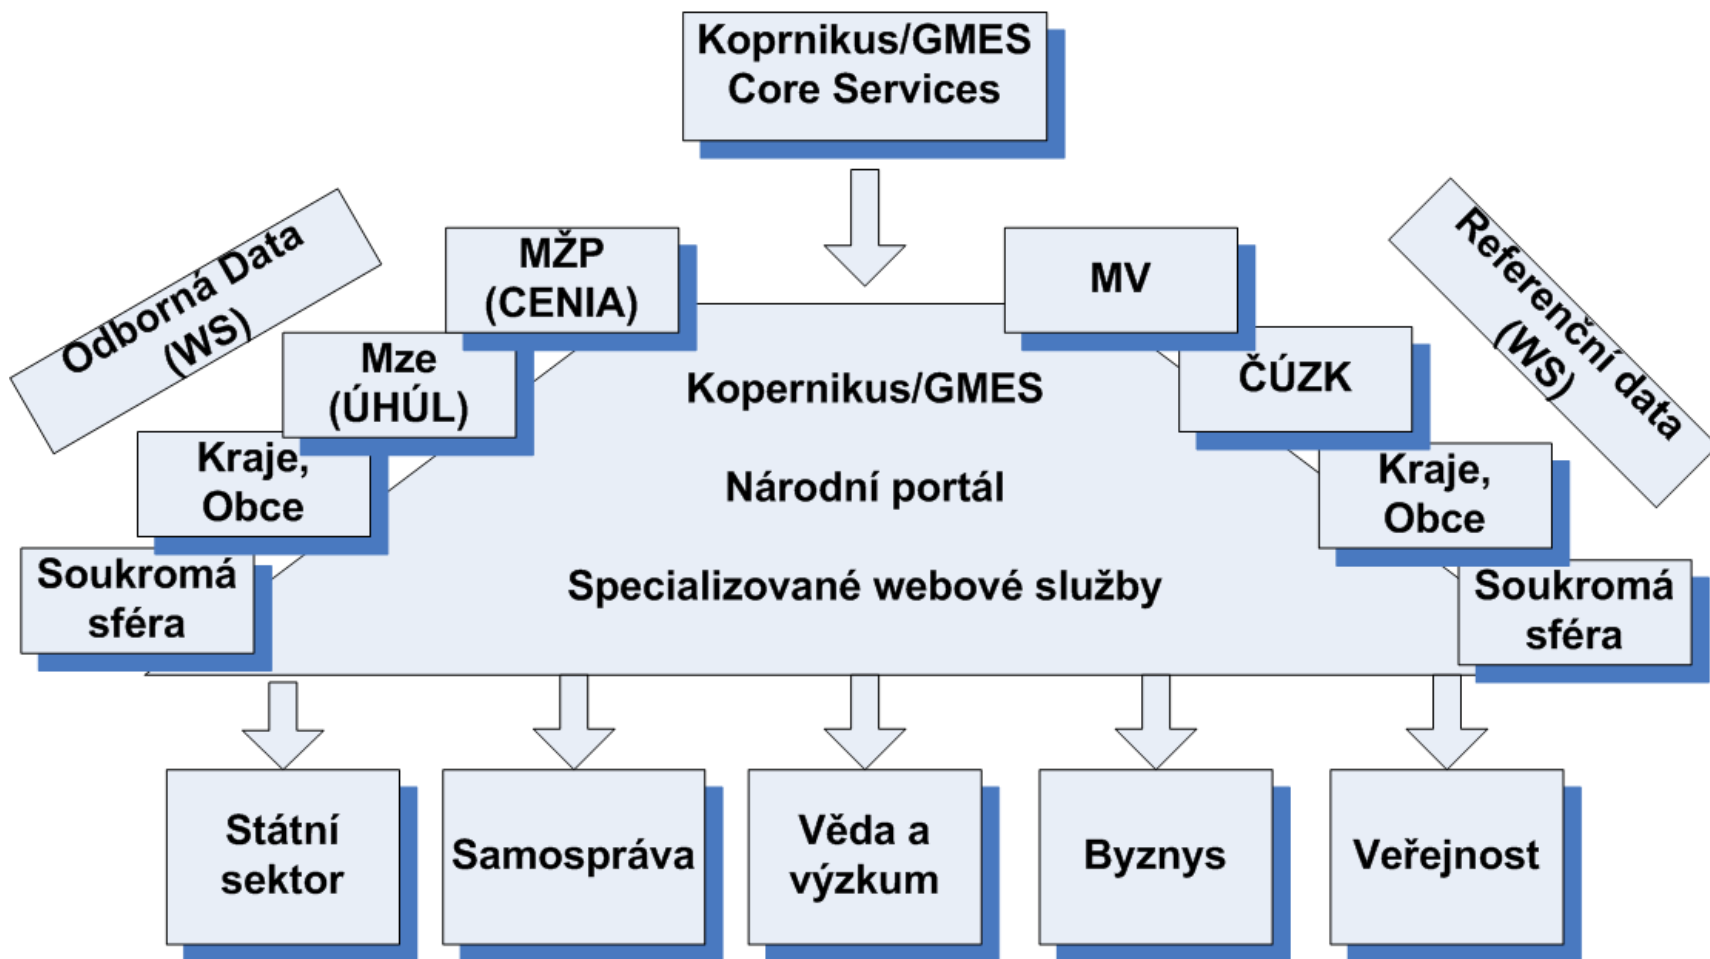 Koprnikus/GMES
Core Services
Odborná Data
(WS)
MŽP
(CENIA)
Mze
(ÚHÚL)
Kraje,
Obce
Soukromá
sféra
MV
ČÚZK
Kraje,
Obce
Soukromá
sféra
Referenční data
(WS)
Kopernikus/GMES
Národní portál
Specializované webové služby
Státní
sektor
Samospráva
Věda a
výzkum
Byznys
Veřejnost